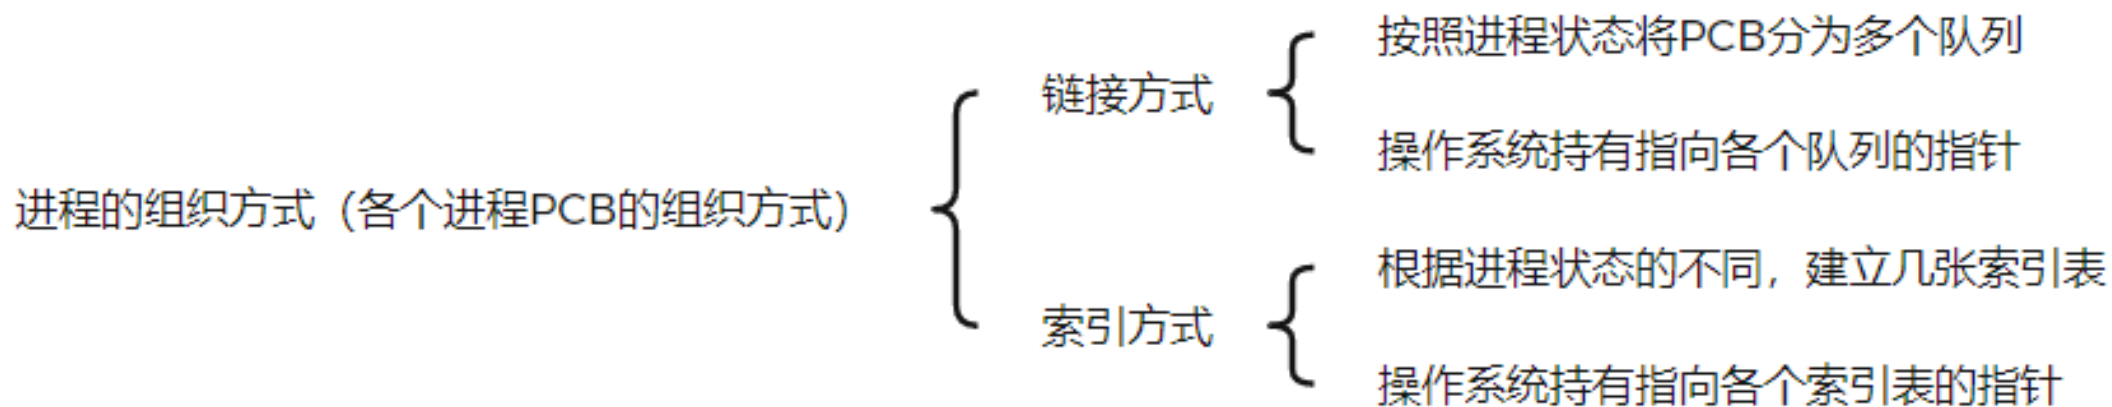 进程的组织方式（各个进程PCB的组织方式）
链接方式
按照进程状态将PCB分为多个队列
操作系统持有指向各个队列的指针
索引方式
根据进程状态的不同，建立几张索引表
操作系统持有指向各个索引表的指针